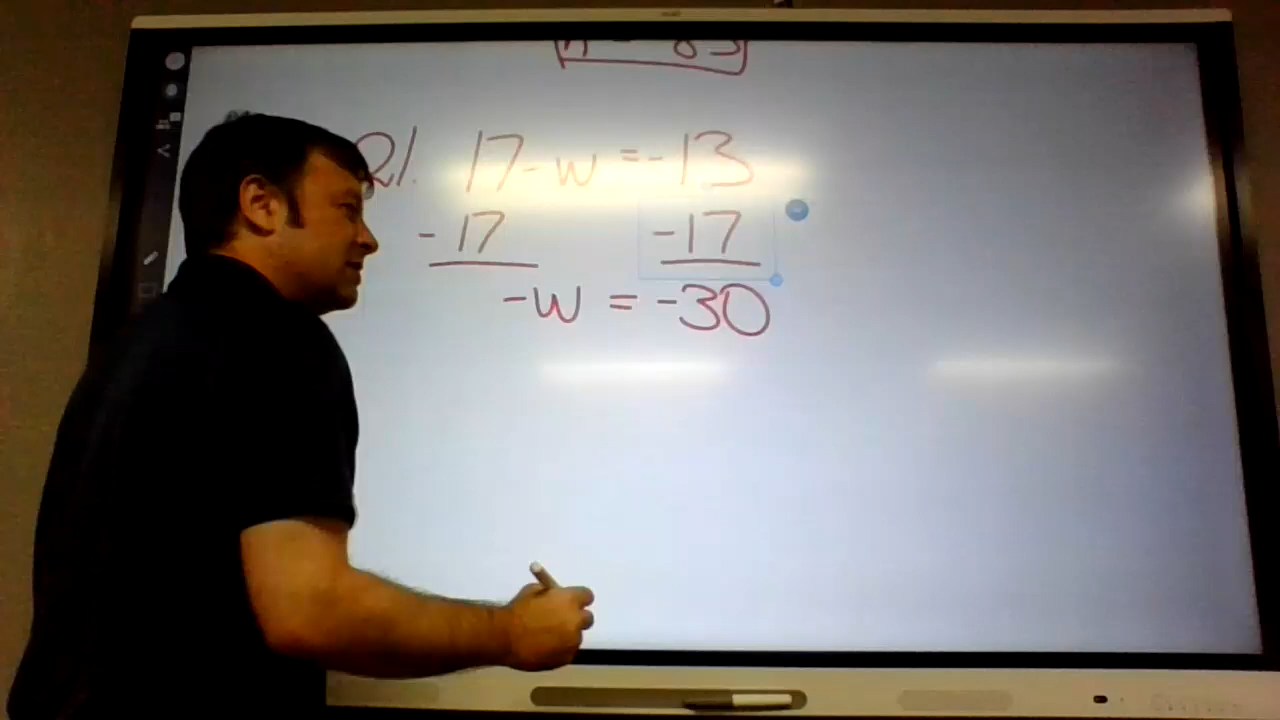 21. 17-w = -13
-17 -17
-w = -30